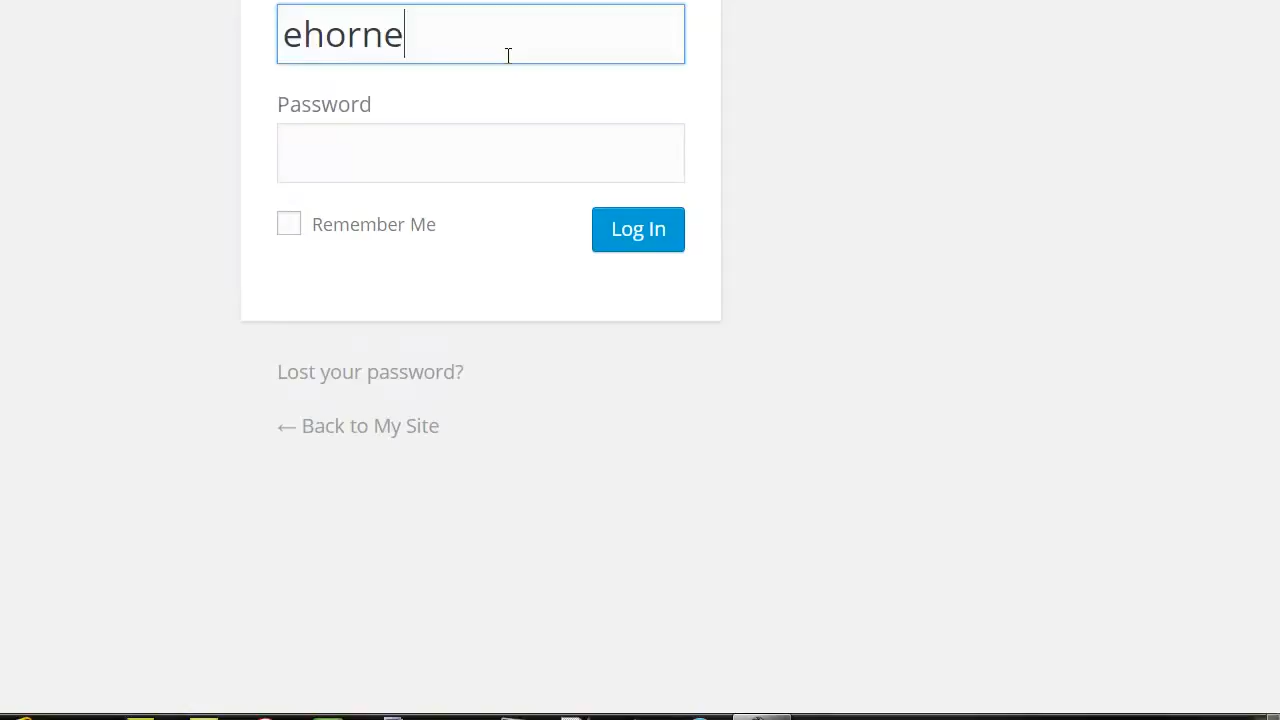 ehorne
Password
Remember Me
Log In
Lost your password?
← Back to My Site